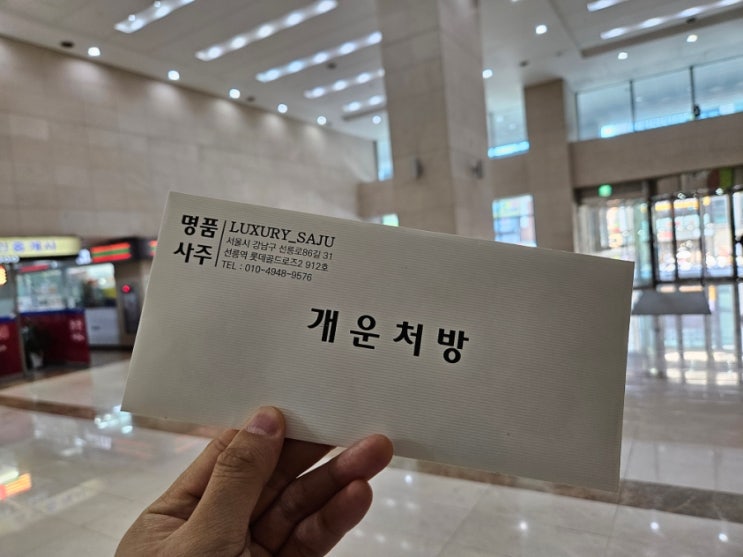 명품
사주
LUXURY_SAJU
서울시 강남구 선릉로86길 31
선릉역 롯데골드로즈2 912호
TEL : 010-4948-9576
개운처방